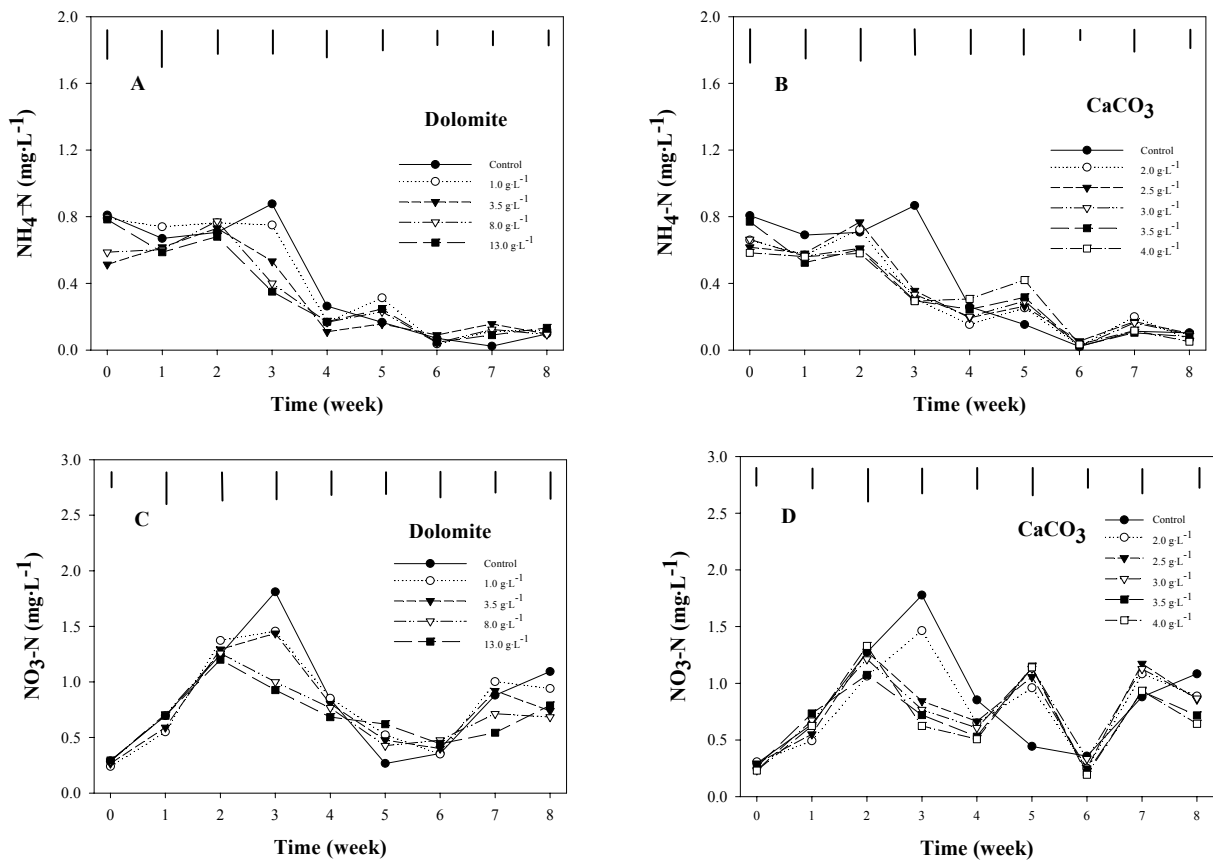 2.0
1.6
1.2
0.8
0.4
0.0
NH4-N (mg·L-1)
A
Dolomite
Control
1.0 g·L-1
3.5 g·L-1
8.0 g·L-1
13.0 g·L-1
0 1 2 3 4 5 6 7 8
Time (week)
2.0
1.6
1.2
0.8
0.4
0.0
NH4-N (mg·L-1)
B
CaCO3
Control
2.0 g·L-1
2.5 g·L-1
3.0 g·L-1
3.5 g·L-1
4.0 g·L-1
0 1 2 3 4 5 6 7 8
Time (week)
3.0
2.5
2.0
1.5
1.0
0.5
0.0
NO3-N (mg·L-1)
C
Dolomite
Control
1.0 g·L-1
3.5 g·L-1
8.0 g·L-1
13.0 g·L-1
0 1 2 3 4 5 6 7 8
Time (week)
3.0
2.5
2.0
1.5
1.0
0.5
0.0
NO3-N (mg·L-1)
D
CaCO3
Control
2.0 g·L-1
2.5 g·L-1
3.0 g·L-1
3.5 g·L-1
4.0 g·L-1
0 1 2 3 4 5 6 7 8
Time (week)